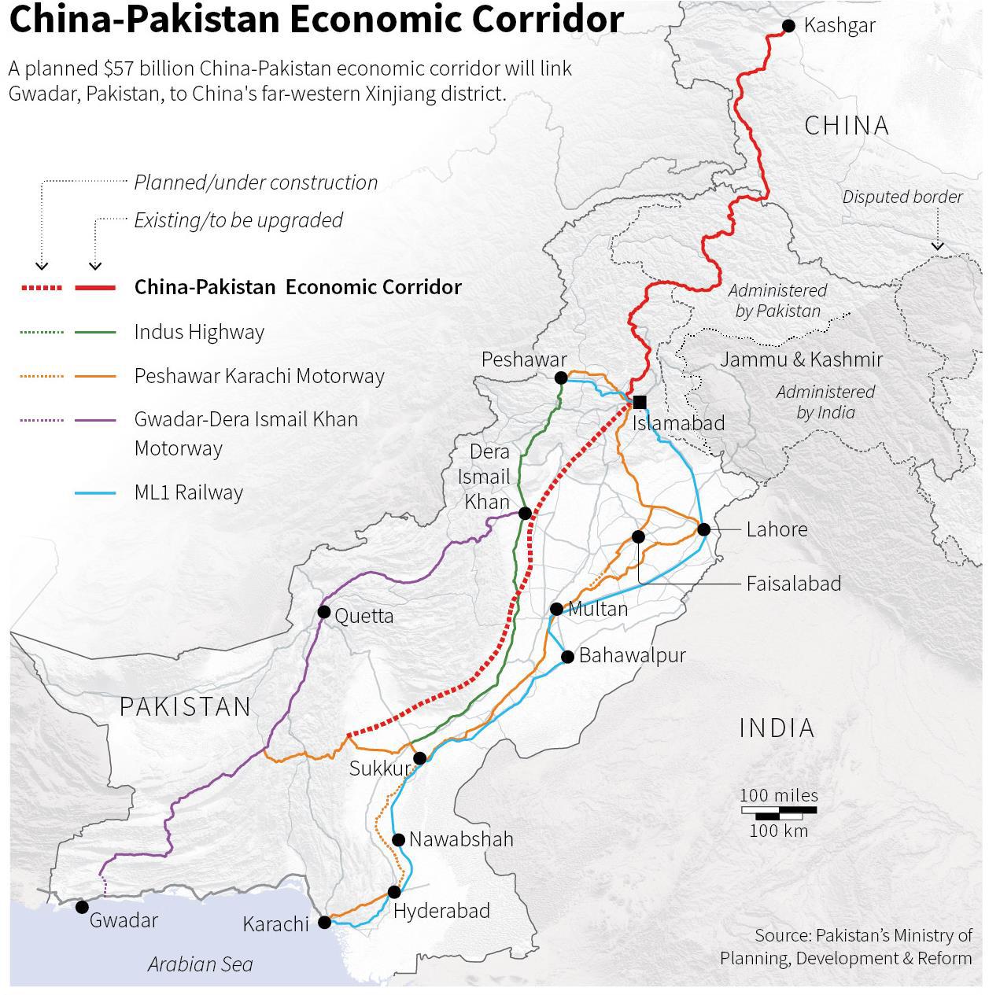 China-Pakistan Economic Corridor
A planned $57 billion China-Pakistan economic corridor will link
Gwadar, Pakistan, to China's far-western Xinjiang district.
Kashgar
CHINA
Planned/under construction
Existing/to be upgraded
Disputed border
China-Pakistan Economic Corridor
Indus Highway
Peshawar Karachi Motorway
Gwadar-Dera Ismail Khan
Motorway
ML1 Railway
Administered
by Pakistan
Jammu & Kashmir
Administered
by India
Peshawar
Islamabad
Dera
Ismail
Khan
Lahore
Faisalabad
Multan
Quetta
Bahawalpur
PAKISTAN
INDIA
Sukkur
100 miles
100 km
Nawabshah
Hyderabad
Gwadar
Karachi
Arabian Sea
Source: Pakistan’s Ministry of
Planning, Development & Reform